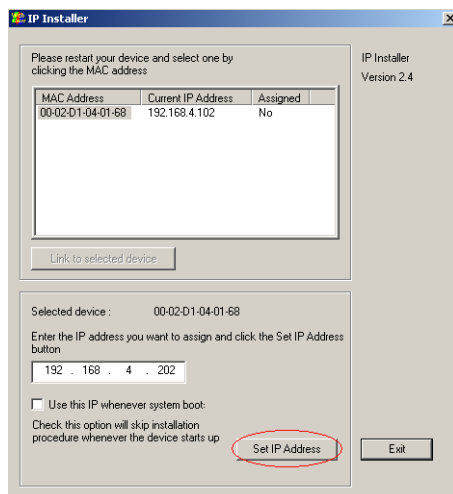 IP Installer
Please restart your device and select one by
clicking the MAC address
IP Installer
Version 2.4
MAC Address Current IP Address Assigned
00-02-D1-04-01-68 192.168.4.102 No
Link to selected device
Selected device : 00-02-D1-04-01-68
Enter the IP address you want to assign and click the Set IP Address
button
192 . 168 . 4 . 202
Use this IP whenever system boot:
Check this option will skip installation
procedure whenever the device starts up
Set IP Address
Exit